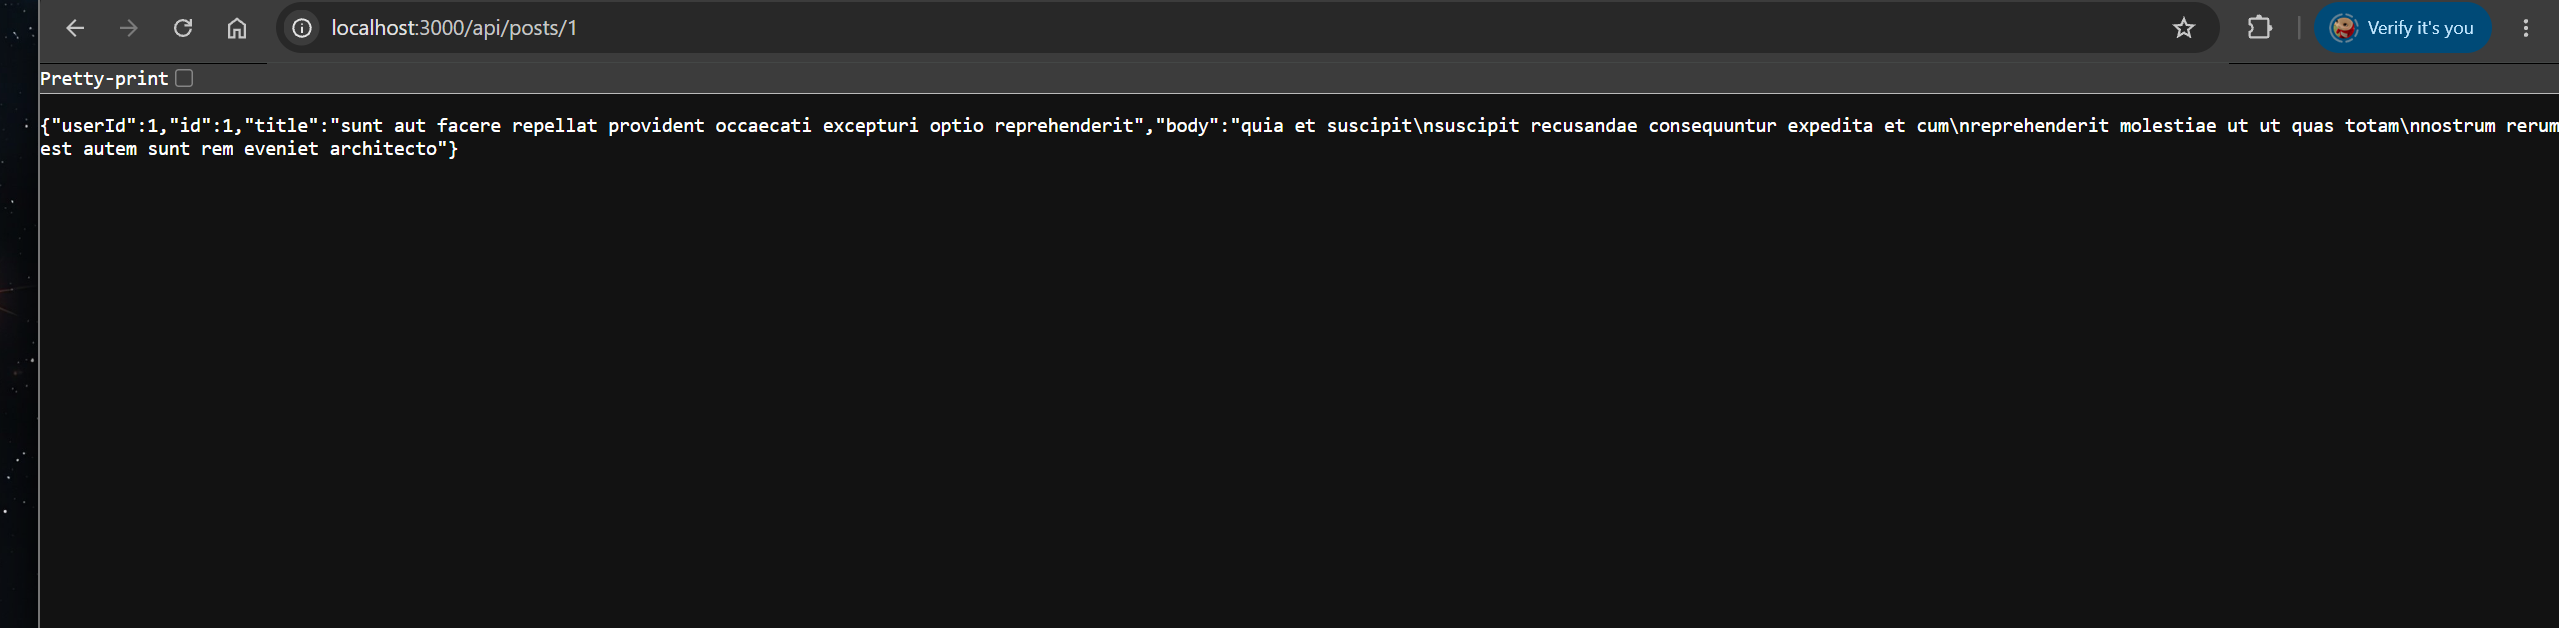 localhost:3000/api/posts/1
Verify it's you
Pretty-print
{"userId":1,"id":1,"title":"sunt aut facere repellat provident occaecati excepturi optio reprehenderit","body":"quia et suscipit\nsuscipit recusandae consequuntur expedita et cum\nreprehenderit molestiae ut ut quas totam\nnostrum rerum
est autem sunt rem eveniet architecto"}